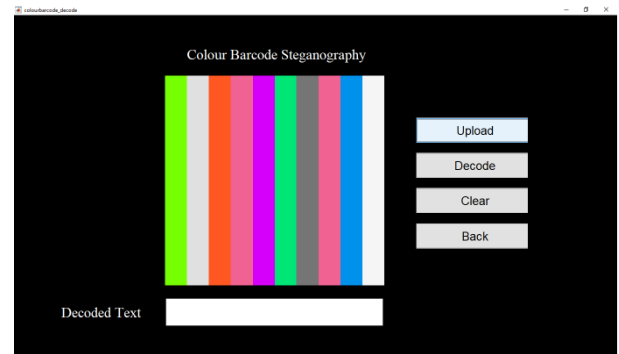 colourbarcode_decode
Colour Barcode Steganography
Upload
Decode
Clear
Back
Decoded Text